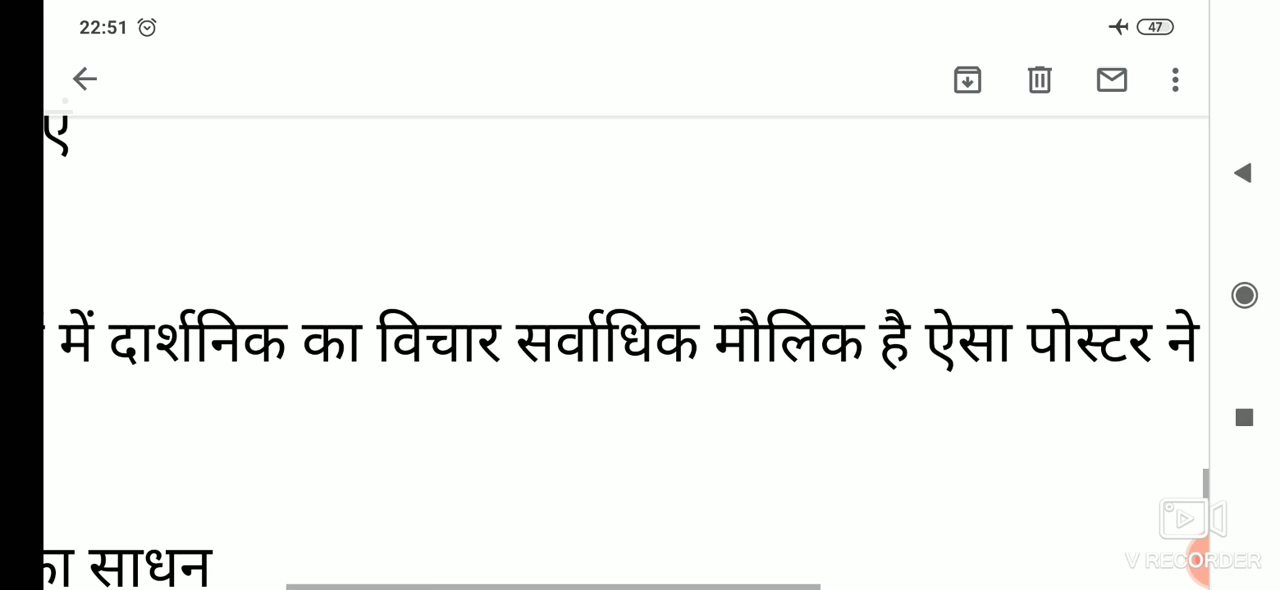 22:51
47
ए
में दार्शनिक का विचार सर्वाधिक मौलिक है ऐसा पोस्टर ने
का साधन
V RECORDER